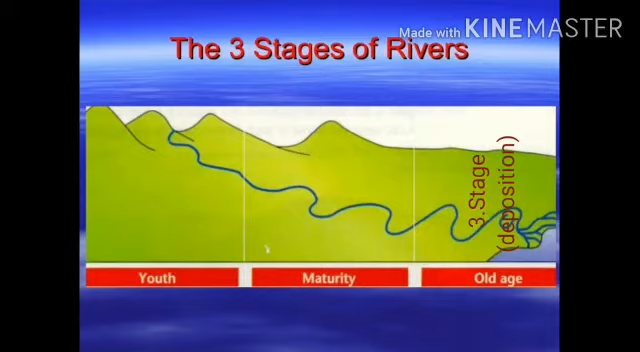 Made with KINEMASTER
The 3 Stages of Rivers
3.Stage
(deposition)
Youth
Maturity
Old age